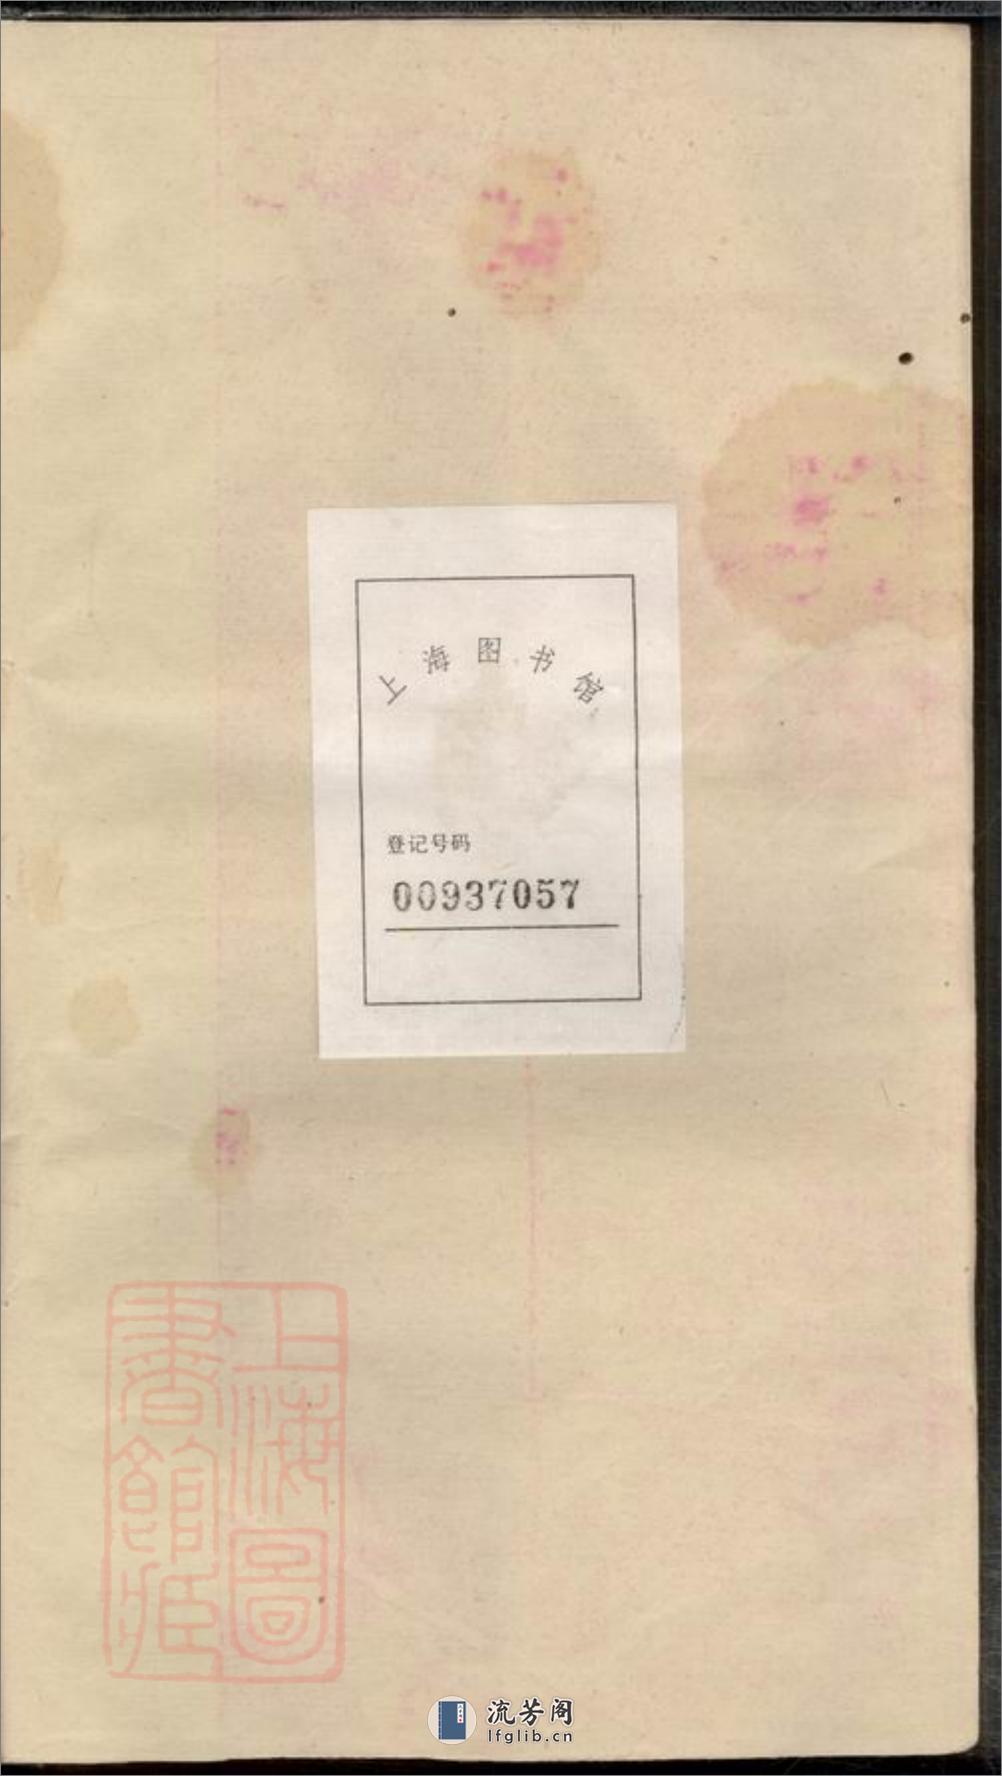 上海图书馆
登记号码
00937057
上海圖
書館藏
流芳阁
lfglib.cn